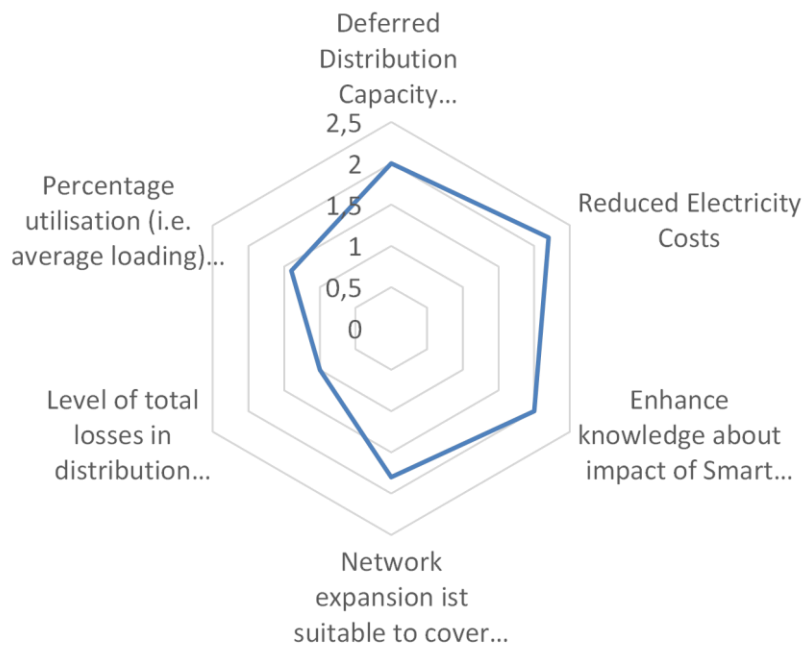 Deferred
Distribution
Capacity...
2,5
2
1,5
1
0,5
0
Reduced Electricity
Costs
Enhance
knowledge about
impact of Smart...
Network
expansion ist
suitable to cover...
Level of total
losses in
distribution...
Percentage
utilisation (i.e.
average loading)...